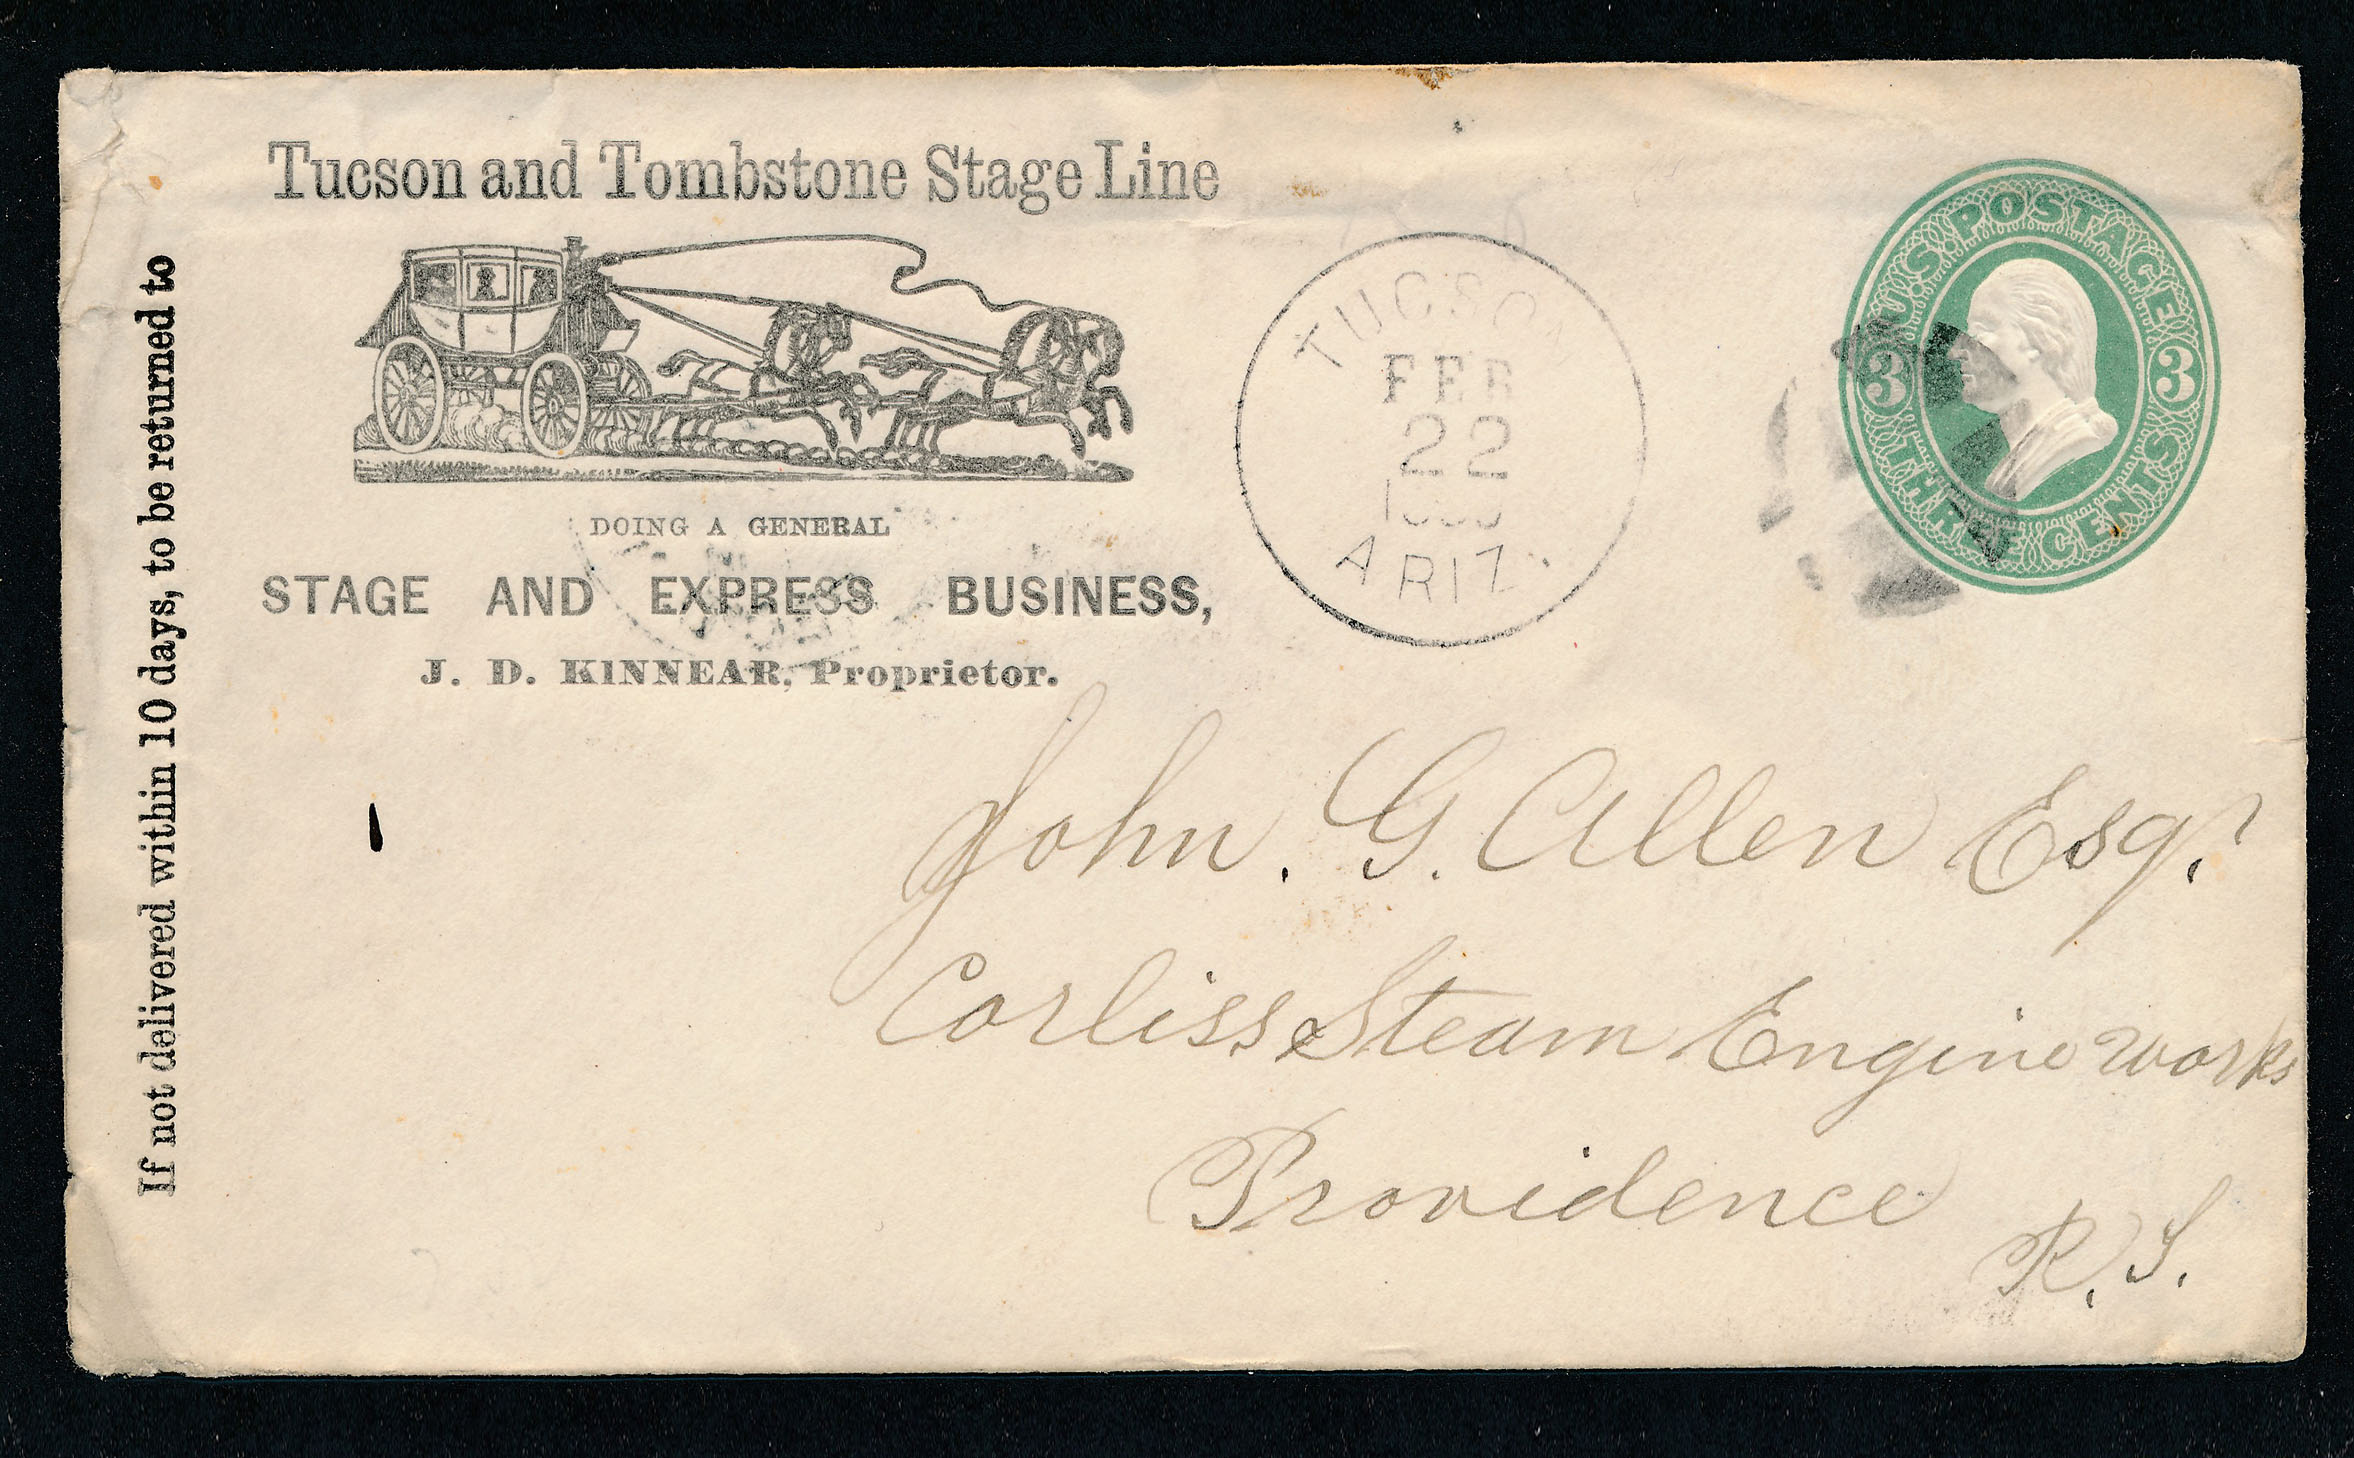 Tucson and Tombstone Stage Line
DOING A GENERAL
STAGE AND EXPRESS BUSINESS,
J. D. KINNEAR, Proprietor.
If not delivered within 10 days, to be returned to
TUCSON
FEB
22
ARIZ.
U.S. POSTAGE
3 3
THREE CENTS
John. G. Allen Esqr.
Corliss Steam Engine Works
Providence
R.I.